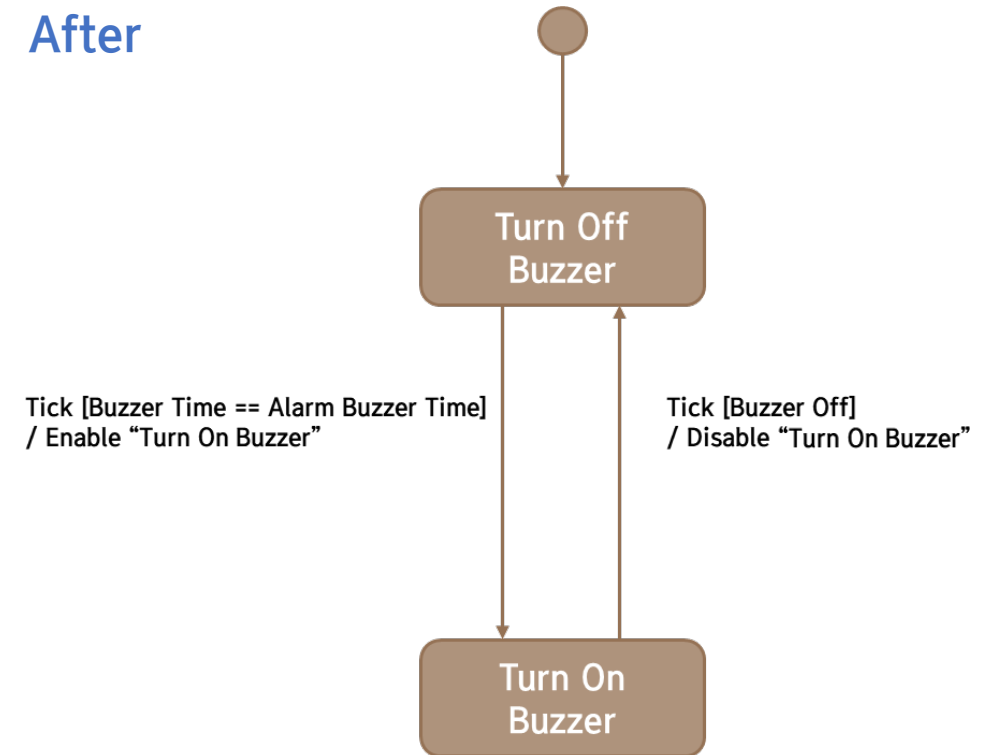 After
Turn Off
Buzzer
Tick [Buzzer Time == Alarm Buzzer Time]
/ Enable “Turn On Buzzer”
Tick [Buzzer Off]
/ Disable “Turn On Buzzer”
Turn On
Buzzer